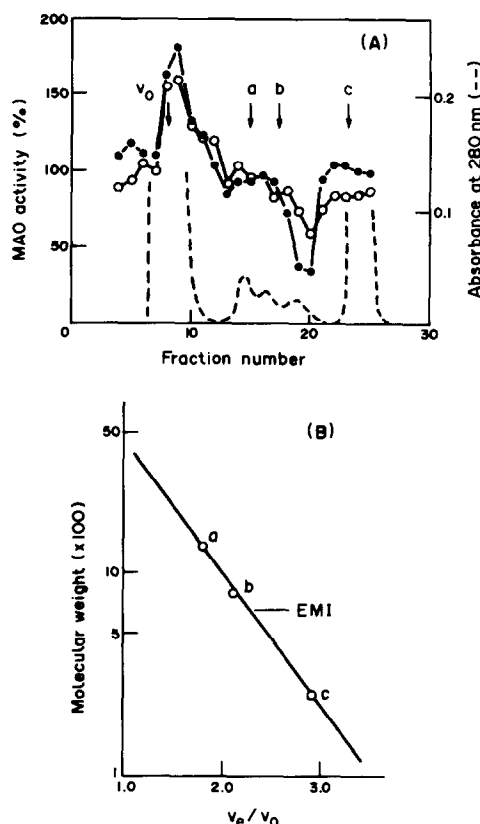 (A)
200
150
100
50
0
MAO activity (%)
V₀
a
b
c
0.2
0.1
Absorbance at 280 nm (--)
0
10
20
30
Fraction number
(B)
50
10
5
1
Molecular weight (x100)
a
b
EMI
c
1.0
2.0
3.0
Ve/V₀